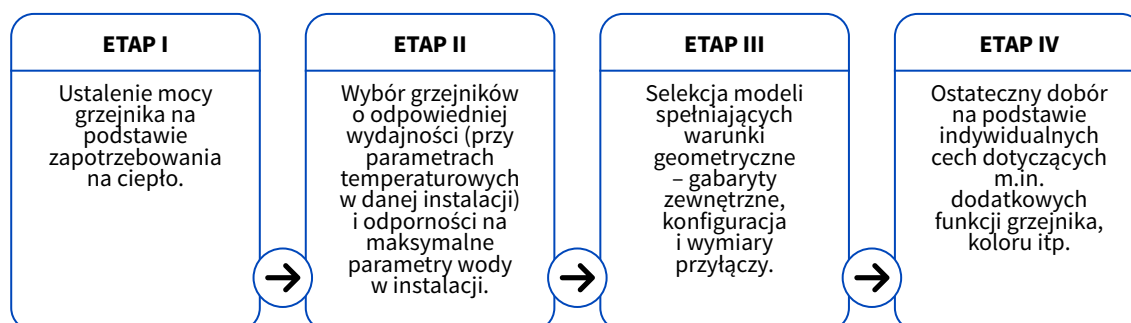 ETAP I
Ustalenie mocy
grzejnika na
podstawie
zapotrzebowania
na ciepło.
ETAP II
Wybór grzejników
o odpowiedniej
wydajności (przy
parametrach
temperaturowych
w danej instalacji)
i odporności na
maksymalne
parametry wody
w instalacji.
ETAP III
Selekcja modeli
spełniających
warunki
geometryczne
– gabaryty
zewnętrzne,
konfiguracja
i wymiary
przyłączy.
ETAP IV
Ostateczny dobór
na podstawie
indywidualnych
cech dotyczących
m.in.
dodatkowych
funkcji grzejnika,
koloru itp.